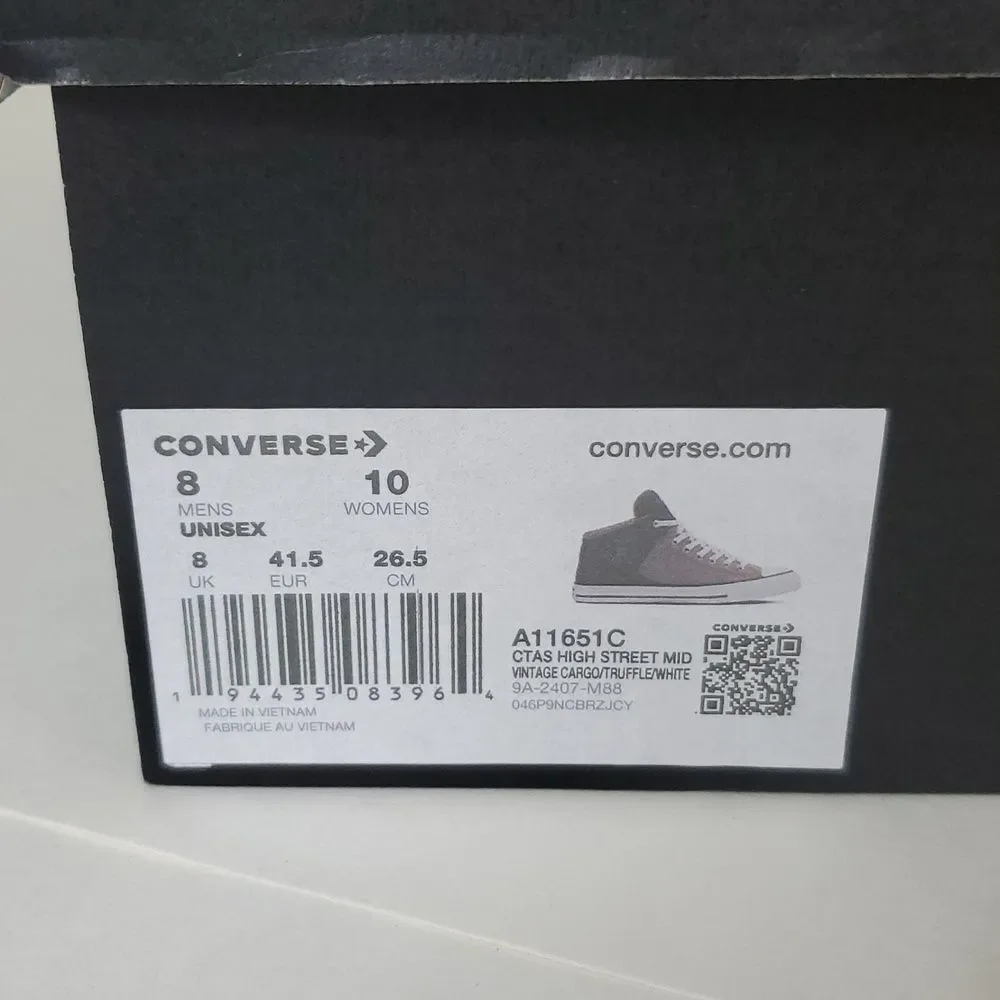 CONVERSE
converse.com
8 10
MENS WOMENS
UNISEX
8 41.5 26.5
UK EUR CM
1 94435 08396 4
MADE IN VIETNAM
FABRIQUE AU VIETNAM
A11651C
CTAS HIGH STREET MID
VINTAGE CARGO/TRUFFLE/WHITE
9A-2407-M88
046P9NCBRZJCY
CONVERSE